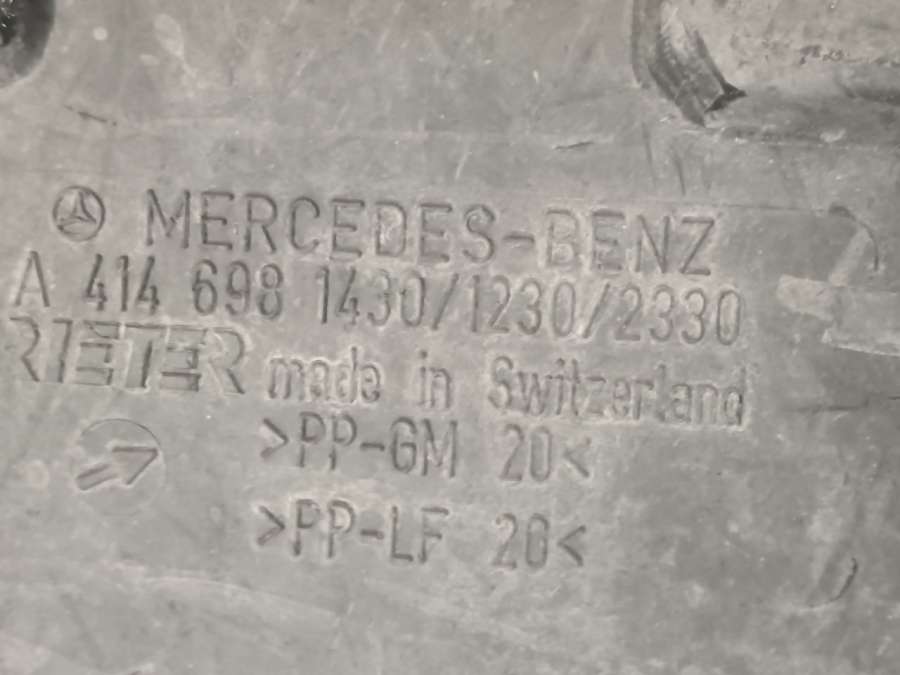 MERCEDES-BENZ
A 414 698 1430/1230/2330
RIETER made in Switzerland
>PP-GM 20<
>PP-LF 20<